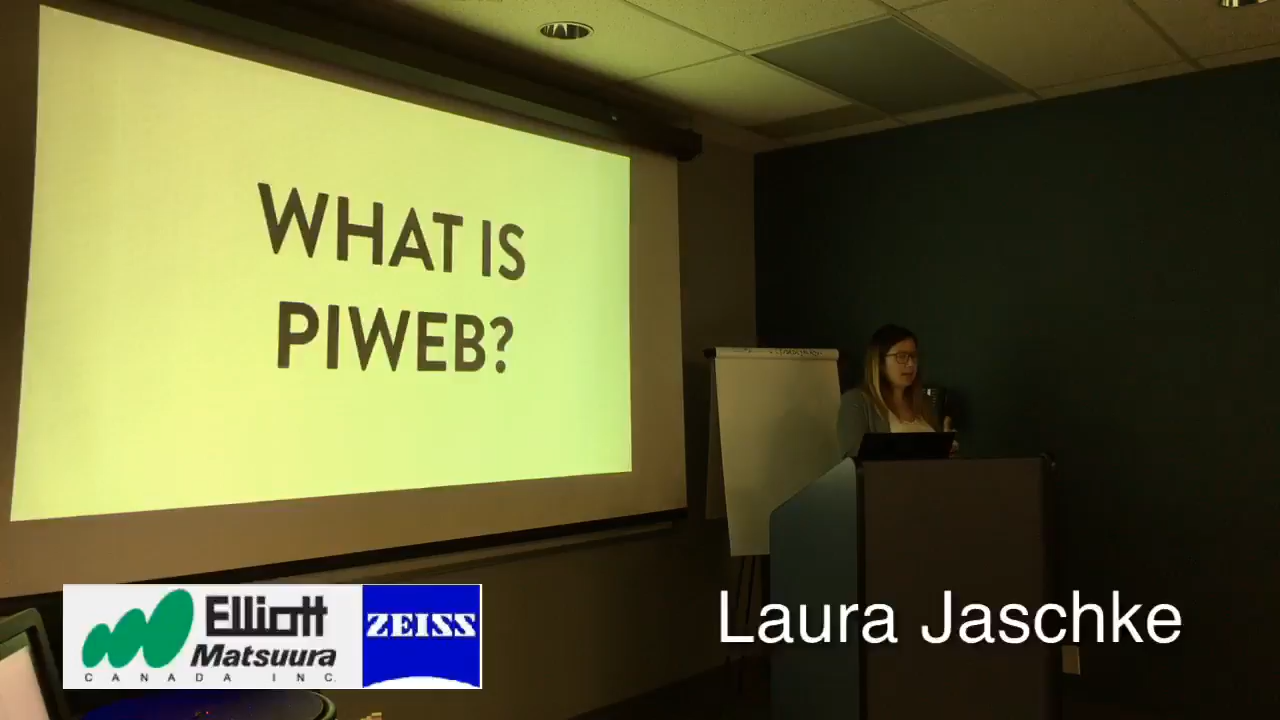 WHAT IS
PIWEB?
Elliott
Matsuura
CANADA INC.
ZEISS
Laura Jaschke